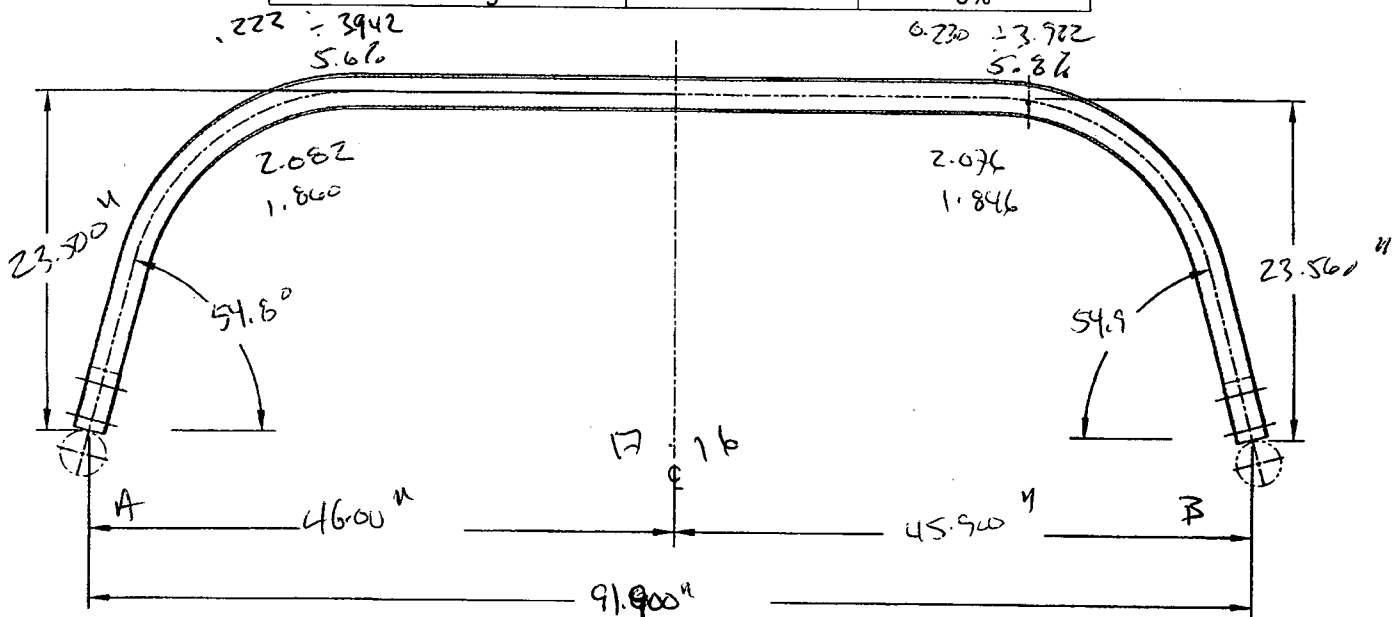 .222 ÷ 3942
5.6%
0.230 ÷ 3.922
5.8%
2.082
1.860
2.076
1.846
23.500"
23.560"
54.8°
54.9
17 - 16
℄
A
46.00"
45.900"
B
91.900"